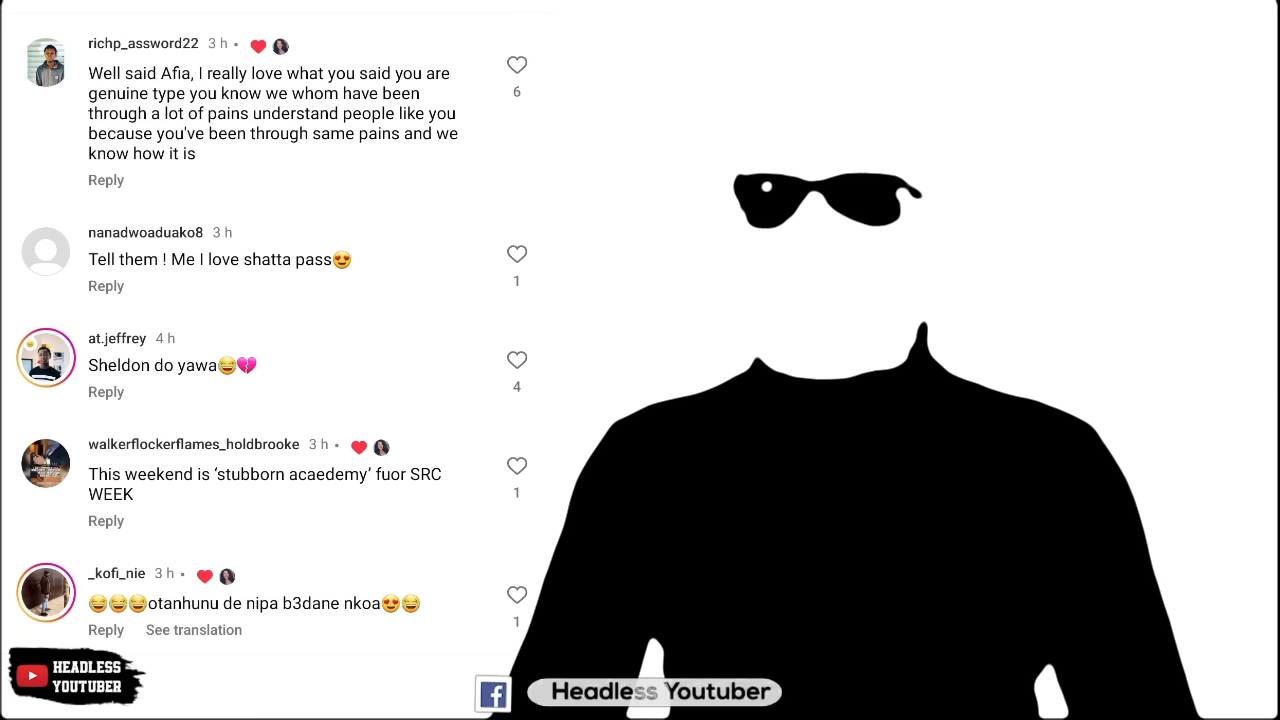 richp_assword22 3 h •
Well said Afia, I really love what you said you are
genuine type you know we whom have been
through a lot of pains understand people like you
because you've been through same pains and we
know how it is
6
Reply
nanadwoaduako8 3 h
Tell them ! Me I love shatta pass😍
1
Reply
at.jeffrey 4 h
Sheldon do yawa😂💔
4
Reply
walkerflockerflames_holdbrooke 3 h •
This weekend is ‘stubborn acaedemy’ fuor SRC
WEEK
1
Reply
_kofi_nie 3 h •
😂😂😂otanhunu de nipa b3dane nkoa😍😂
1
Reply See translation
HEADLESS
YOUTUBER
Headless Youtuber